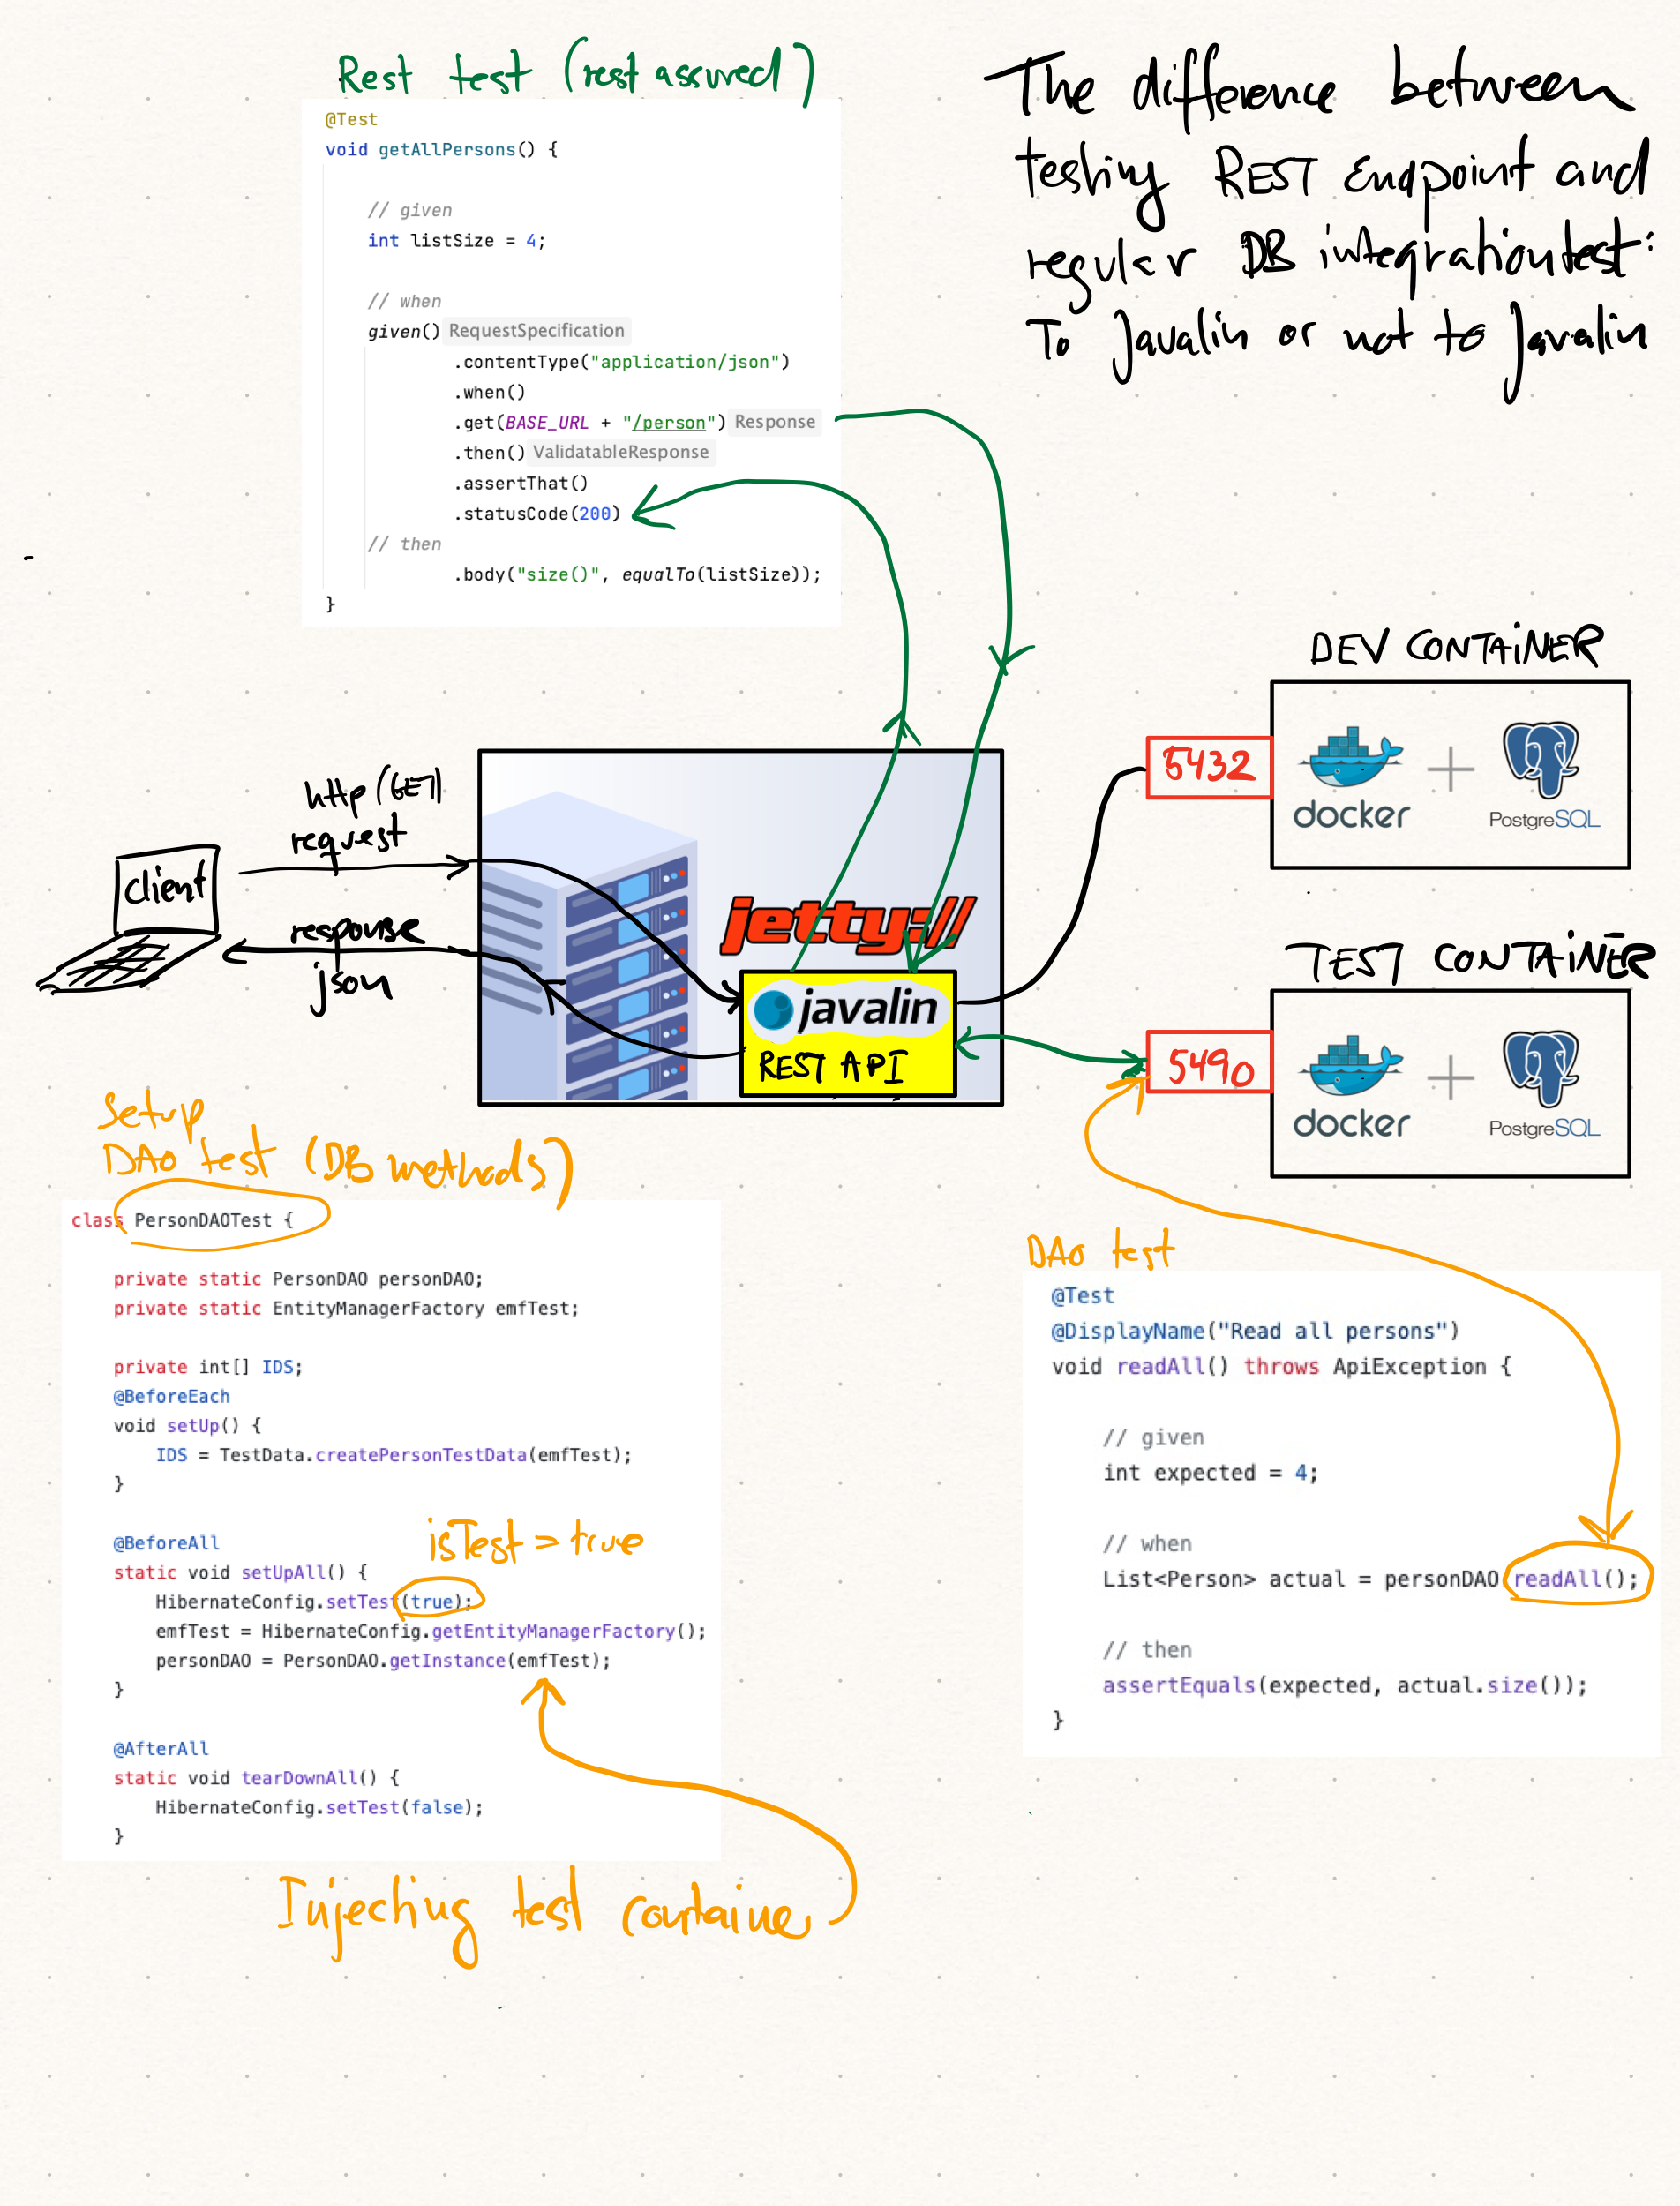 Rest test (rest assured)
@Test
void getAllPersons() {
// given
int listSize = 4;
// when
given() RequestSpecification
.contentType("application/json")
.when()
.get(BASE_URL + "/person") Response
.then() ValidatableResponse
.assertThat()
.statusCode(200)
// then
.body("size()", equalTo(listSize));
}
The difference between
testing REST Endpoint and
regular DB integrationtest:
To Javalin or not to Javalin
DEV CONTAINER
5432
docker
PostgreSQL
http (GET)
request
client
response
json
jetty://
javalin
REST API
TEST CONTAINER
5490
docker
PostgreSQL
Setup
DAO test (DB methods)
class PersonDAOTest {
private static PersonDAO personDAO;
private static EntityManagerFactory emfTest;
private int[] IDS;
@BeforeEach
void setUp() {
IDS = TestData.createPersonTestData(emfTest);
}
@BeforeAll
isTest = true
static void setUpAll() {
HibernateConfig.setTest(true);
emfTest = HibernateConfig.getEntityManagerFactory();
personDAO = PersonDAO.getInstance(emfTest);
}
@AfterAll
static void tearDownAll() {
HibernateConfig.setTest(false);
}
Injecting test container
DAO test
@Test
@DisplayName("Read all persons")
void readAll() throws ApiException {
// given
int expected = 4;
// when
List<Person> actual = personDAO.readAll();
// then
assertEquals(expected, actual.size());
}